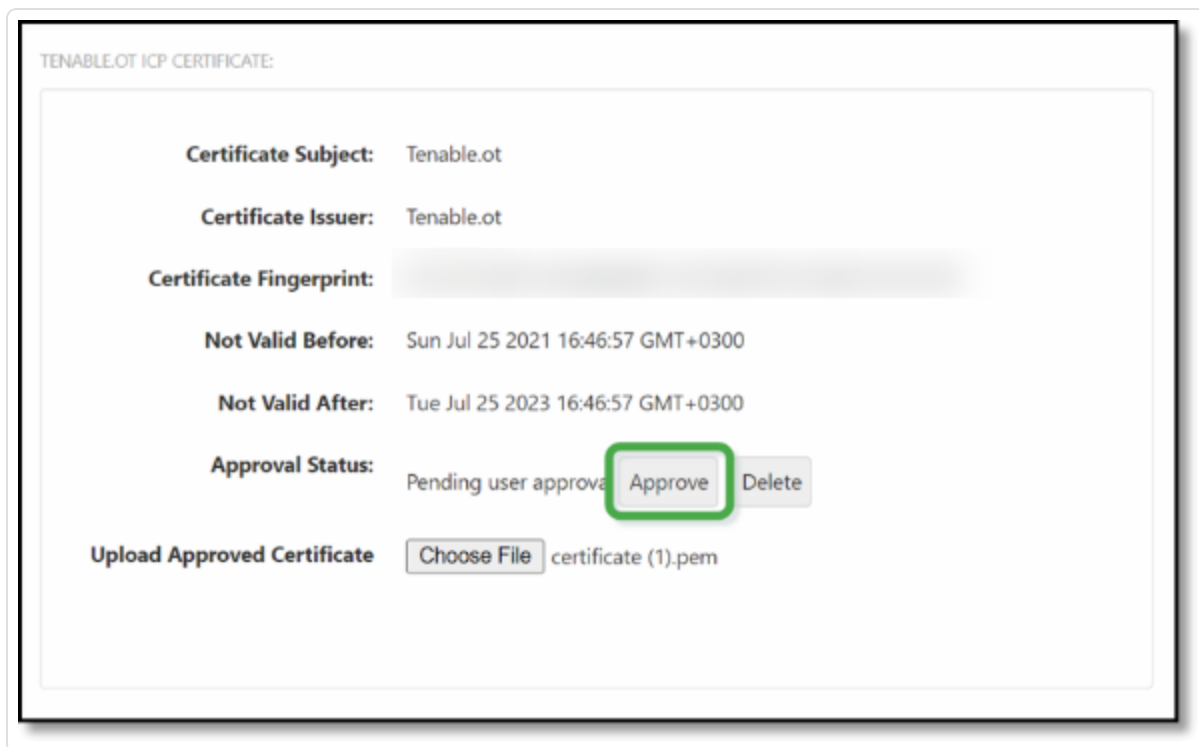 TENABLE.OT ICP CERTIFICATE:
Certificate Subject: Tenable.ot
Certificate Issuer: Tenable.ot
Certificate Fingerprint:
Not Valid Before: Sun Jul 25 2021 16:46:57 GMT+0300
Not Valid After: Tue Jul 25 2023 16:46:57 GMT+0300
Approval Status: Pending user approva Approve Delete
Upload Approved Certificate Choose File certificate (1).pem